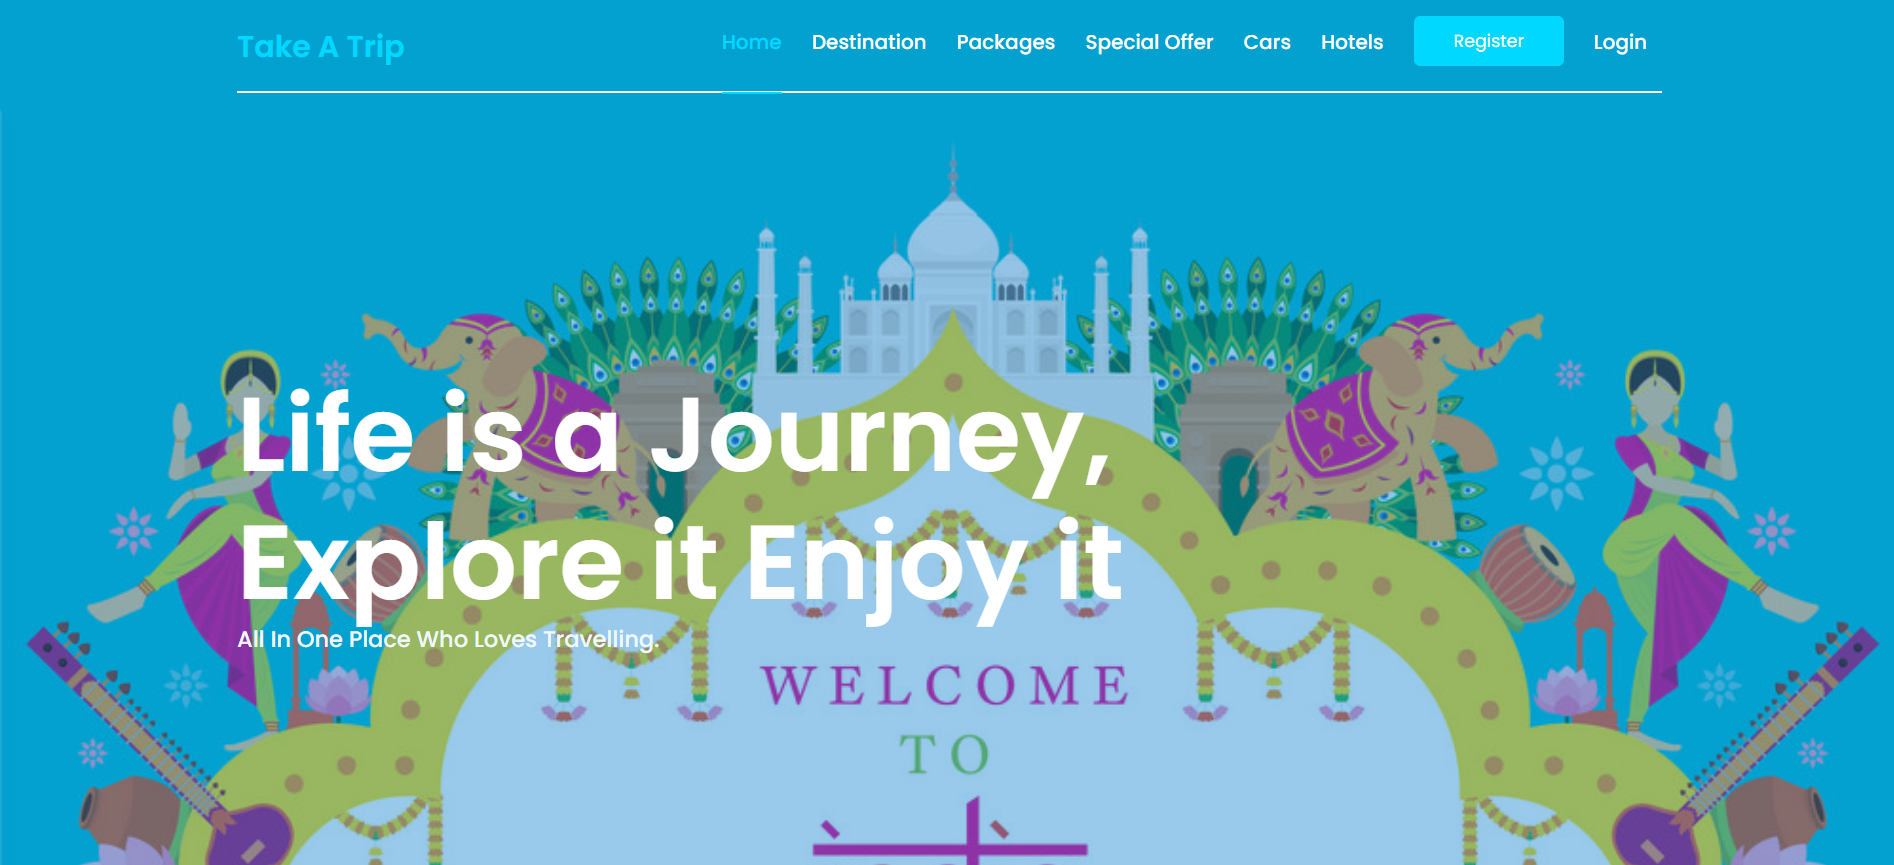 Take A Trip
Home Destination Packages Special Offer Cars Hotels Register Login
Life is a Journey,
Explore it Enjoy it
All In One Place Who Loves Travelling.
WELCOME
TO